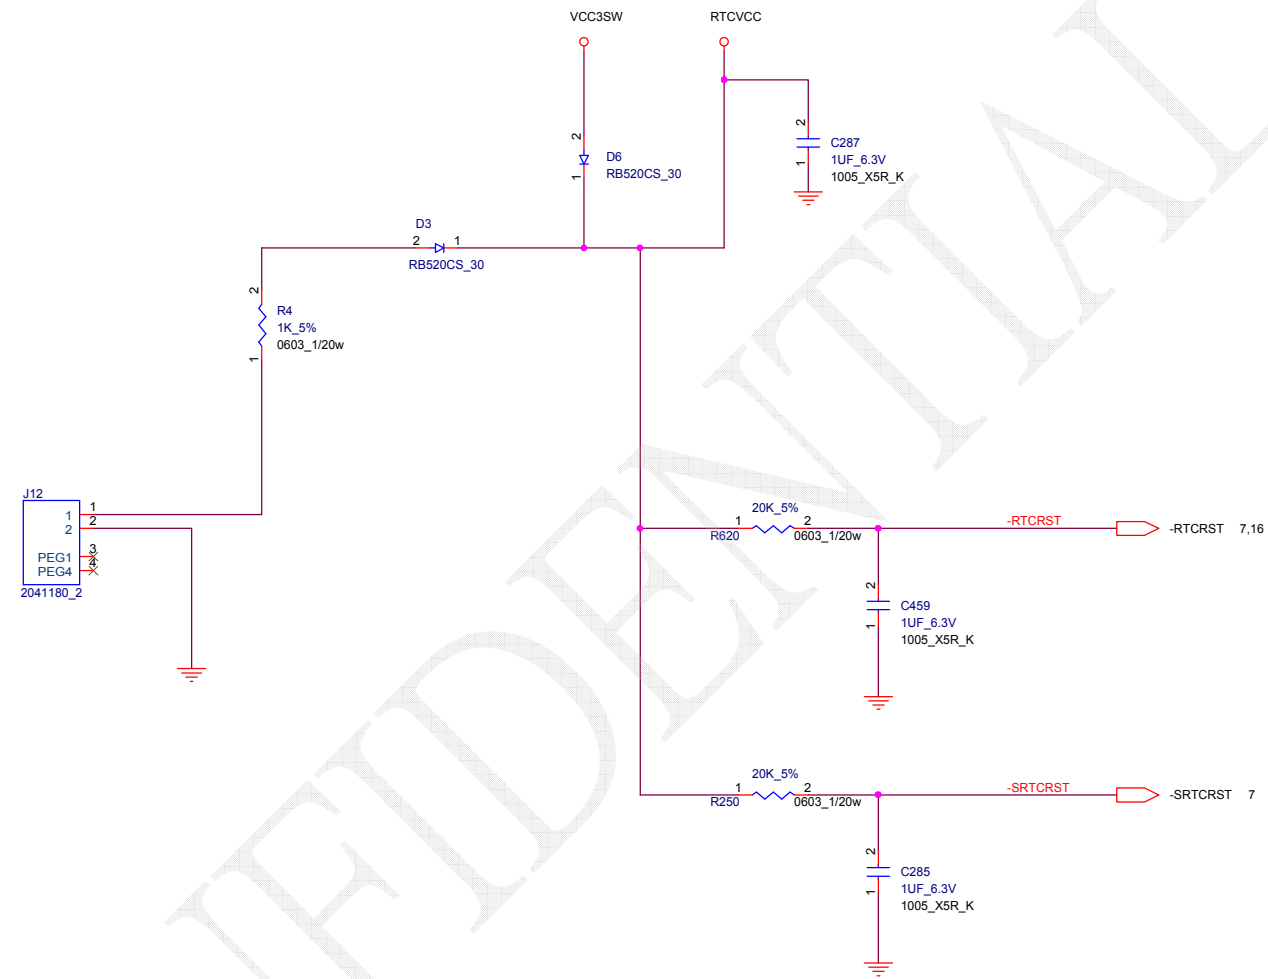 VCC3SW
RTCVCC
2
1
D6
RB520CS_30
2
1
C287
1UF_6.3V
1005_X5R_K
D3
2
1
RB520CS_30
2
R4
1K_5%
0603_1/20w
1
J12
1
2
PEG1
PEG4
1
2
3
4
2041180_2
20K_5%
1
2
R620
0603_1/20w
-RTCRST
-RTCRST 7,16
2
1
C459
1UF_6.3V
1005_X5R_K
20K_5%
1
2
R250
0603_1/20w
-SRTCRST
-SRTCRST 7
2
1
C285
1UF_6.3V
1005_X5R_K
FIDENTIAL